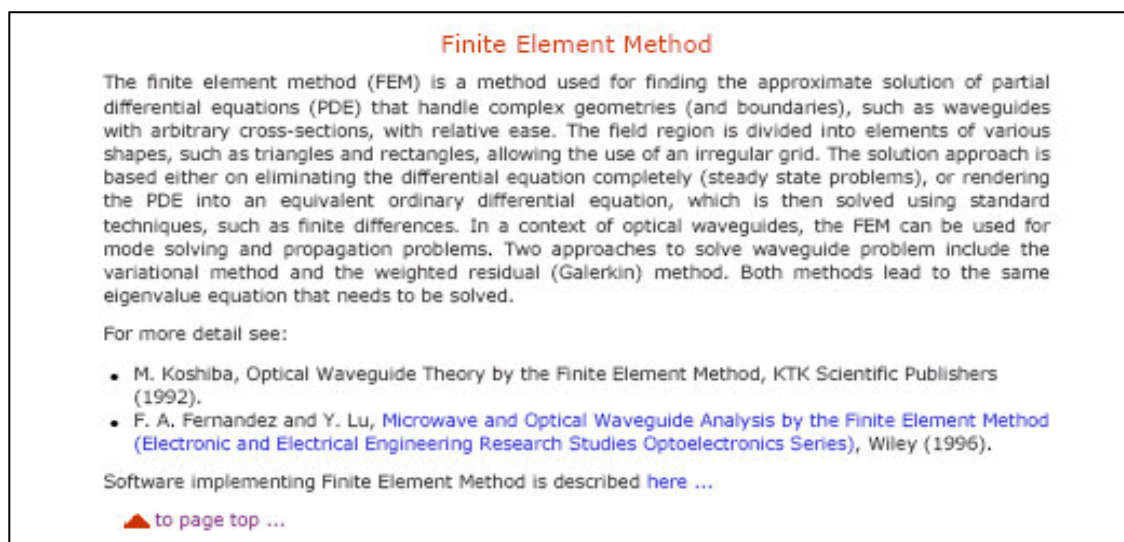 Finite Element Method
The finite element method (FEM) is a method used for finding the approximate solution of partial
differential equations (PDE) that handle complex geometries (and boundaries), such as waveguides
with arbitrary cross-sections, with relative ease. The field region is divided into elements of various
shapes, such as triangles and rectangles, allowing the use of an irregular grid. The solution approach is
based either on eliminating the differential equation completely (steady state problems), or rendering
the PDE into an equivalent ordinary differential equation, which is then solved using standard
techniques, such as finite differences. In a context of optical waveguides, the FEM can be used for
mode solving and propagation problems. Two approaches to solve waveguide problem include the
variational method and the weighted residual (Galerkin) method. Both methods lead to the same
eigenvalue equation that needs to be solved.
For more detail see:
• M. Koshiba, Optical Waveguide Theory by the Finite Element Method, KTK Scientific Publishers
(1992).
• F. A. Fernandez and Y. Lu, Microwave and Optical Waveguide Analysis by the Finite Element Method
(Electronic and Electrical Engineering Research Studies Optoelectronics Series), Wiley (1996).
Software implementing Finite Element Method is described here ...
to page top ...